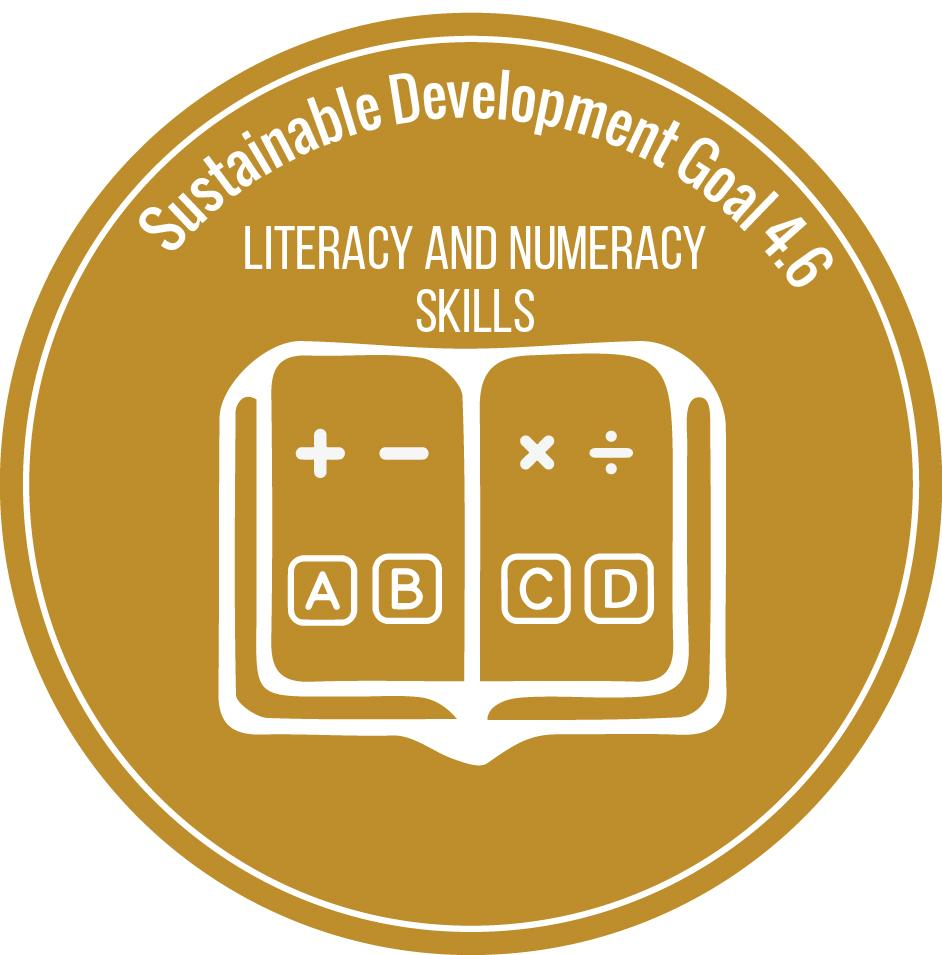 Sustainable Development Goal 4.6
LITERACY AND NUMERACY
SKILLS
+ − × ÷
A B C D